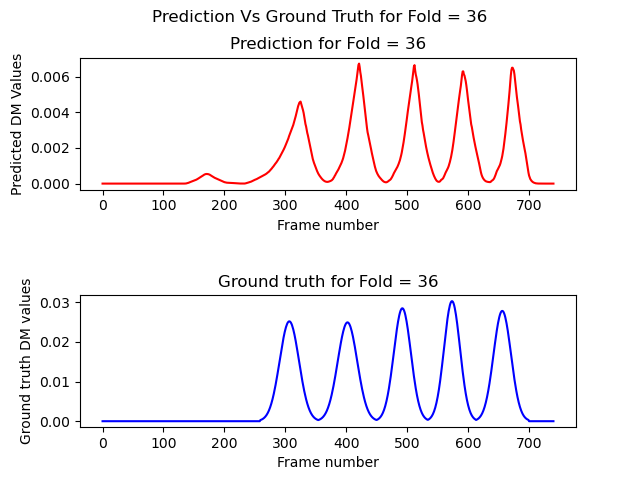 Prediction Vs Ground Truth for Fold = 36
Prediction for Fold = 36
Predicted DM Values
0.006
0.004
0.002
0.000
0 100 200 300 400 500 600 700
Frame number
Ground truth for Fold = 36
Ground truth DM values
0.03
0.02
0.01
0.00
0 100 200 300 400 500 600 700
Frame number